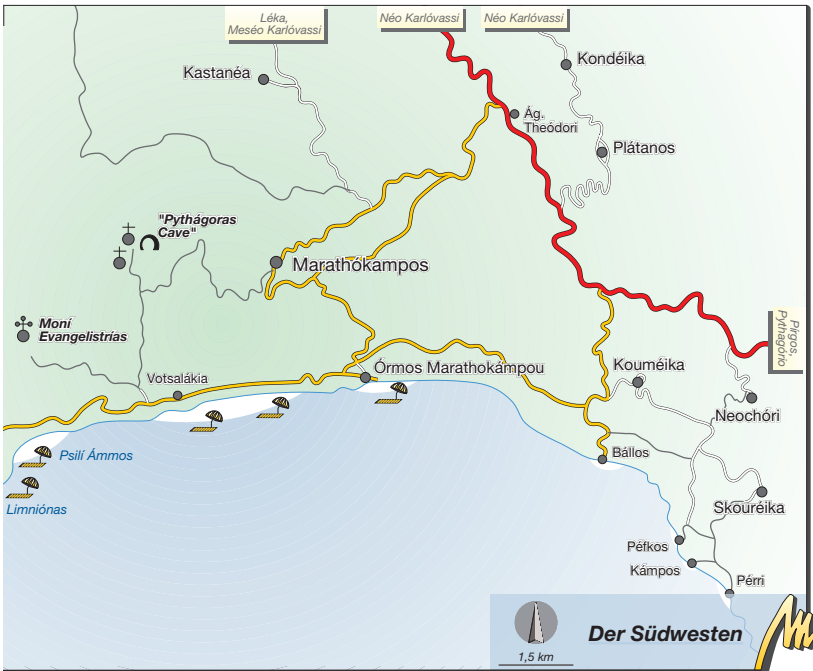 Léka,
Meséo Karlóvassi
Néo Karlóvassi
Néo Karlóvassi
Kondéika
Kastanéa
Ág.
Theódori
Plátanos
"Pythágoras
Cave"
Marathókampos
Moní
Evangelistrías
Pírgos,
Pythagório
Votsalákia
Órmos Marathokámpou
Kouméika
Neochóri
Psilí Ámmos
Bállos
Limniónas
Skouréika
Péfkos
Kámpos
Pérri
Der Südwesten
1,5 km